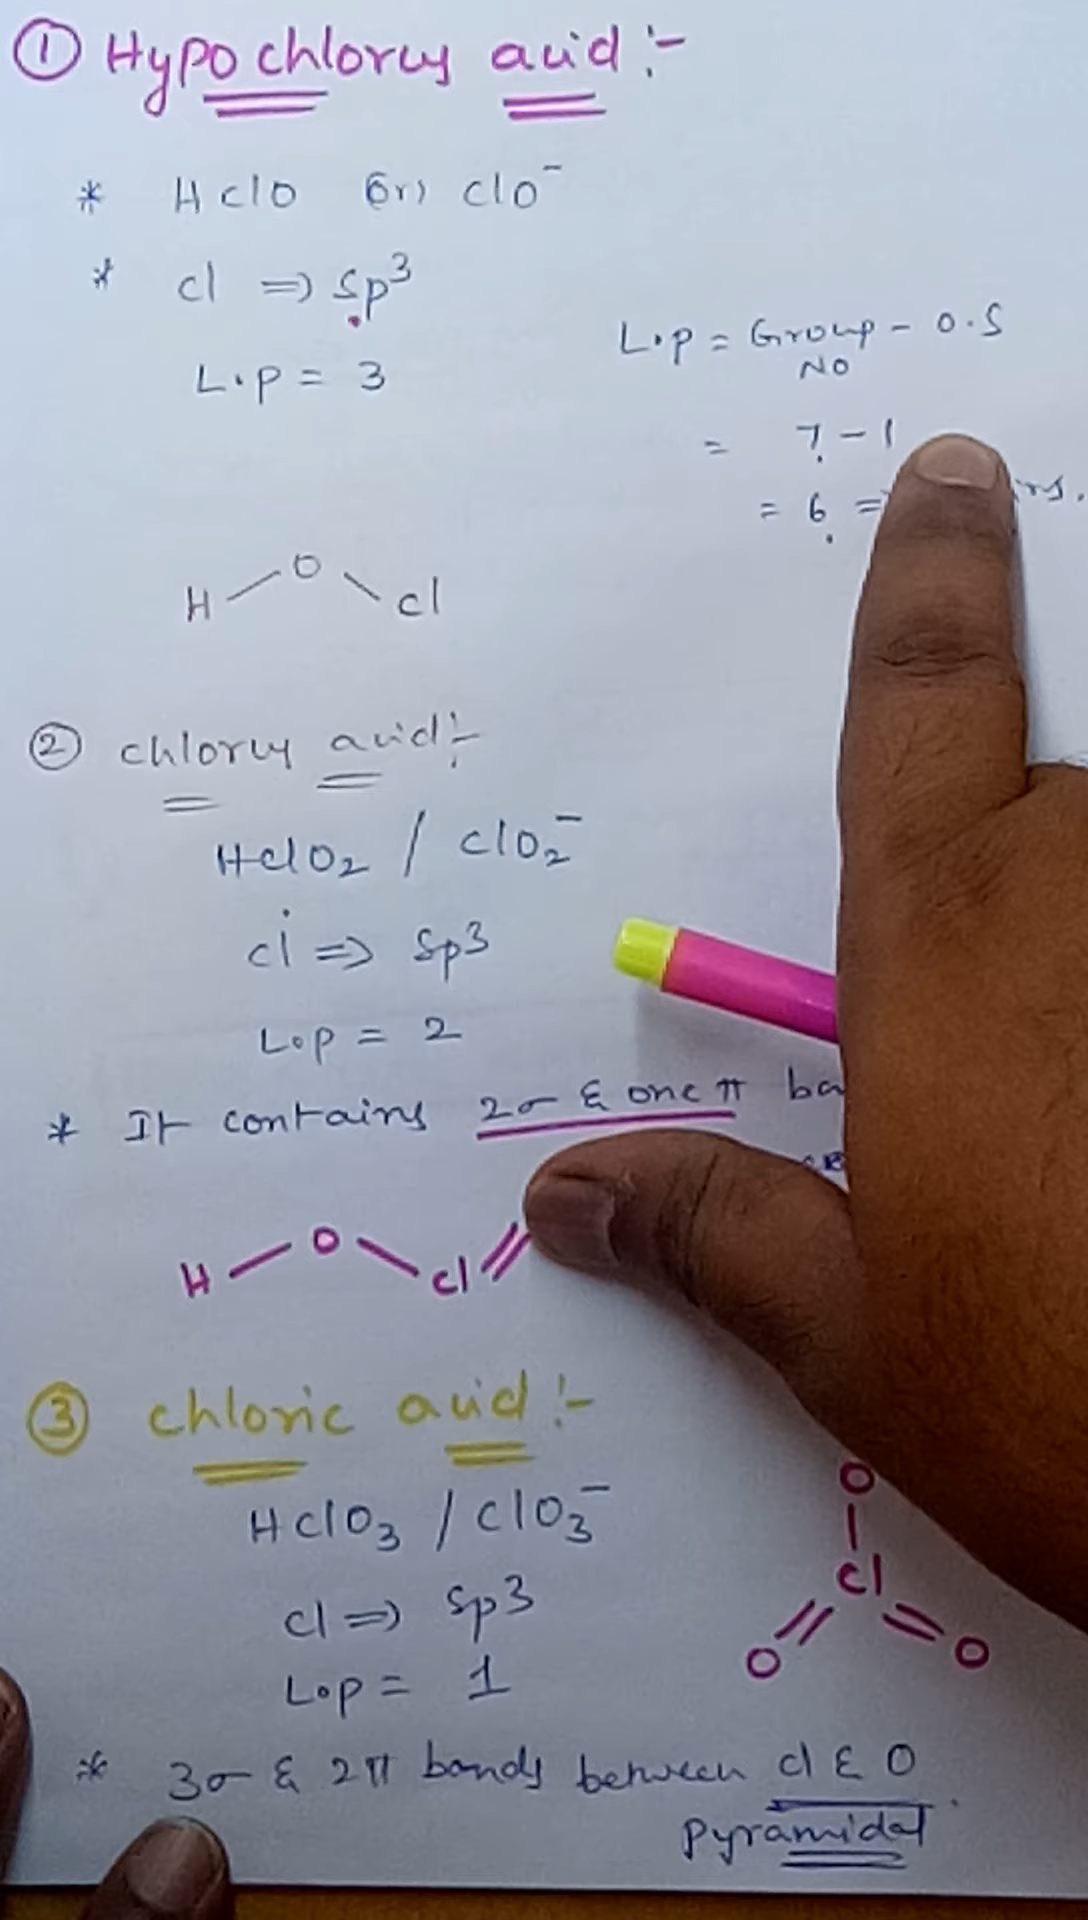 ① Hypochlorus acid :-
* HClO (or) ClO⁻
* Cl ⇒ sp³
L.p = 3
L.p = Group - O.S
NO
= 7 - 1
= 6 =
H - O - Cl
② chlorus acid :-
HClO₂ / ClO₂⁻
Cl ⇒ Sp³
L.p = 2
* It contains 2σ & one π
H - O - Cl =
③ chloric acid :-
HClO₃ / ClO₃⁻
Cl ⇒ Sp3
L.p = 1
O
Cl
O O
* 3σ & 2π bonds between Cl & O.
Pyramidal